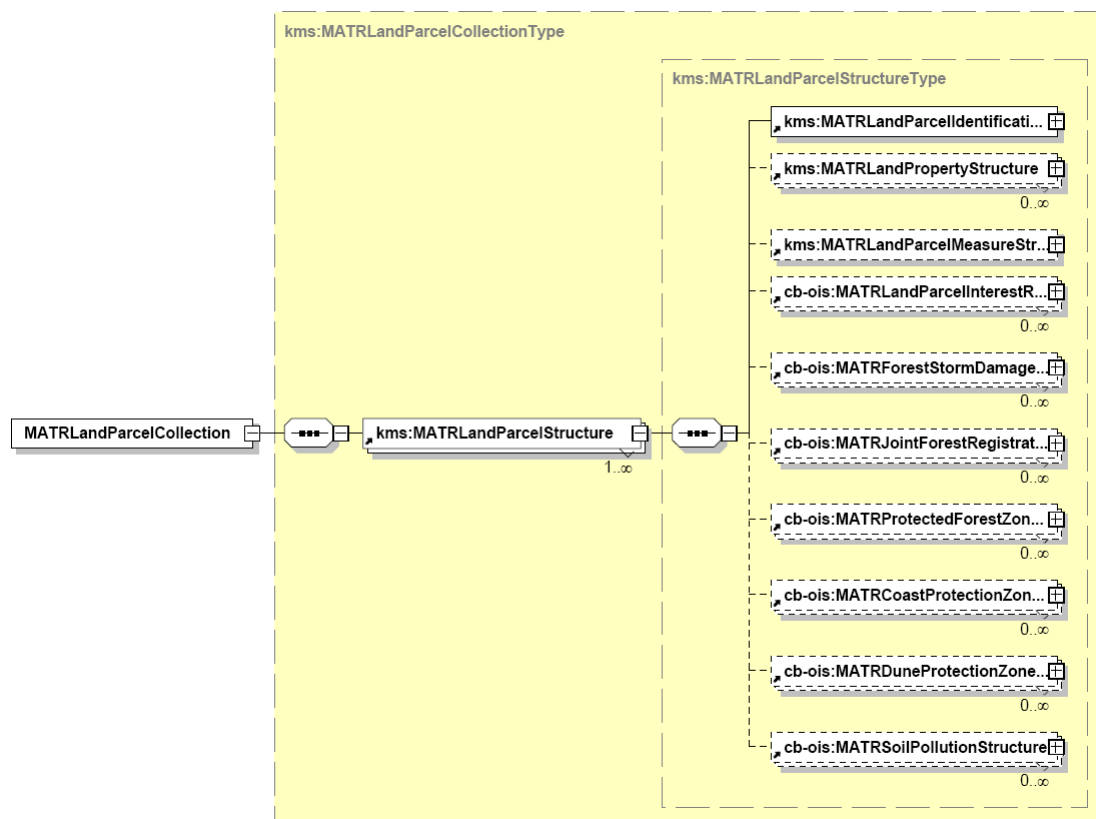 kms:MATRLandParcelCollectionType
kms:MATRLandParcelStructureType
kms:MATRLandParcelIdentificati...
kms:MATRLandPropertyStructure
0..∞
kms:MATRLandParcelMeasureStr...
cb-ois:MATRLandParcelInterestR...
0..∞
cb-ois:MATRForestStormDamage...
0..∞
MATRLandParcelCollection
kms:MATRLandParcelStructure
1..∞
cb-ois:MATRJointForestRegistrat...
0..∞
cb-ois:MATRProtectedForestZon...
0..∞
cb-ois:MATRCoastProtectionZon...
0..∞
cb-ois:MATRDuneProtectionZone...
0..∞
cb-ois:MATRSoilPollutionStructure
0..∞